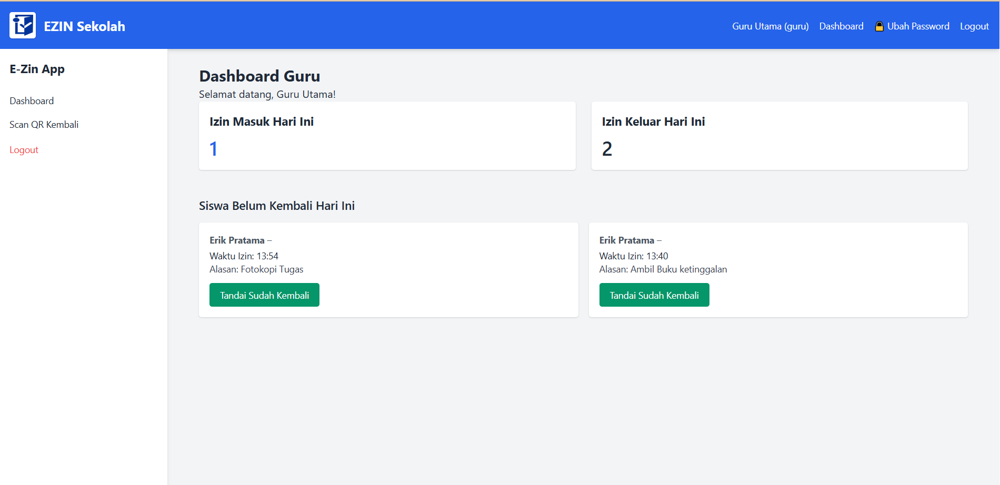 EZIN Sekolah
Guru Utama (guru) Dashboard 🔒 Ubah Password Logout
E-Zin App
Dashboard
Scan QR Kembali
Logout
Dashboard Guru
Selamat datang, Guru Utama!
Izin Masuk Hari Ini
1
Izin Keluar Hari Ini
2
Siswa Belum Kembali Hari Ini
Erik Pratama –
Waktu Izin: 13:54
Alasan: Fotokopi Tugas
Tandai Sudah Kembali
Erik Pratama –
Waktu Izin: 13:40
Alasan: Ambil Buku ketinggalan
Tandai Sudah Kembali